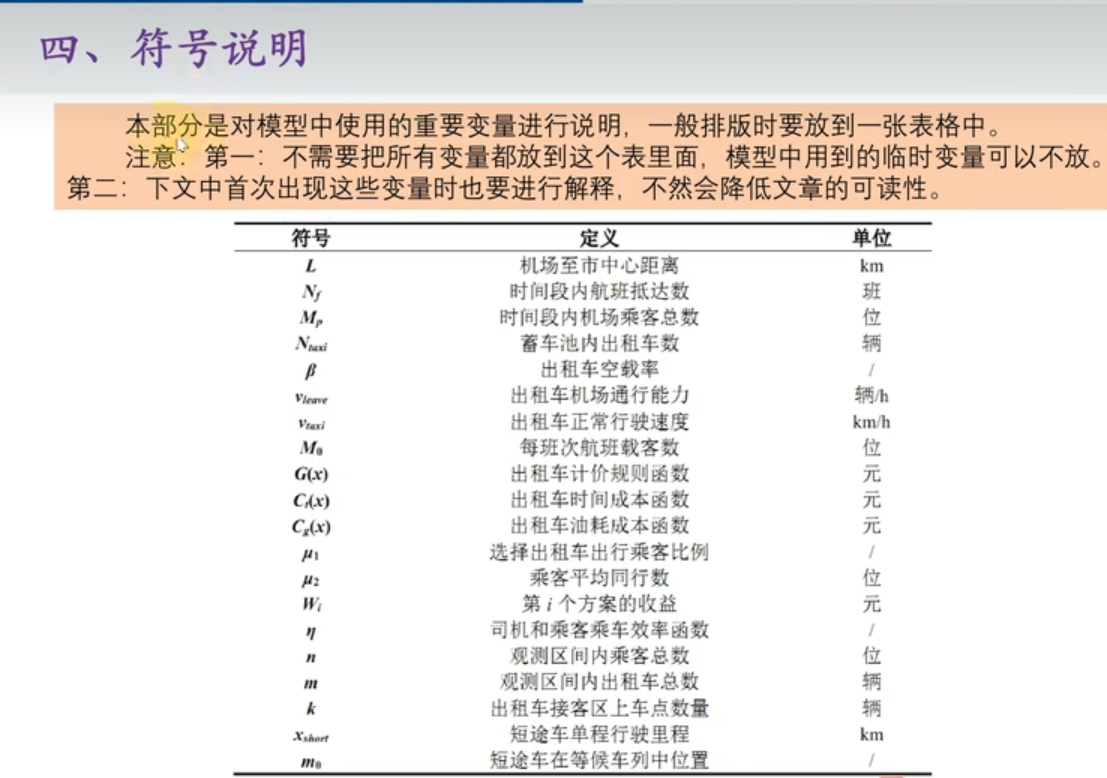 四、符号说明
本部分是对模型中使用的重要变量进行说明，一般排版时要放到一张表格中。
注意：第一：不需要把所有变量都放到这个表里面，模型中用到的临时变量可以不放。
第二：下文中首次出现这些变量时也要进行解释，不然会降低文章的可读性。
符号 定义 单位
L 机场至市中心距离 km
N_f 时间段内航班抵达数 班
M_p 时间段内机场乘客总数 位
N_taxi 蓄车池内出租车数 辆
β 出租车空载率 /
v_leave 出租车机场通行能力 辆/h
v_taxi 出租车正常行驶速度 km/h
M_0 每班次航班载客数 位
G(x) 出租车计价规则函数 元
C_t(x) 出租车时间成本函数 元
C_g(x) 出租车油耗成本函数 元
μ_1 选择出租车出行乘客比例 /
μ_2 乘客平均同行数 位
W_i 第 i 个方案的收益 元
η 司机和乘客乘车效率函数 /
n 观测区间内乘客总数 位
m 观测区间内出租车总数 辆
k 出租车接客区上车点数量 辆
x_short 短途车单程行驶里程 km
m_0 短途车在等候车列中位置 /